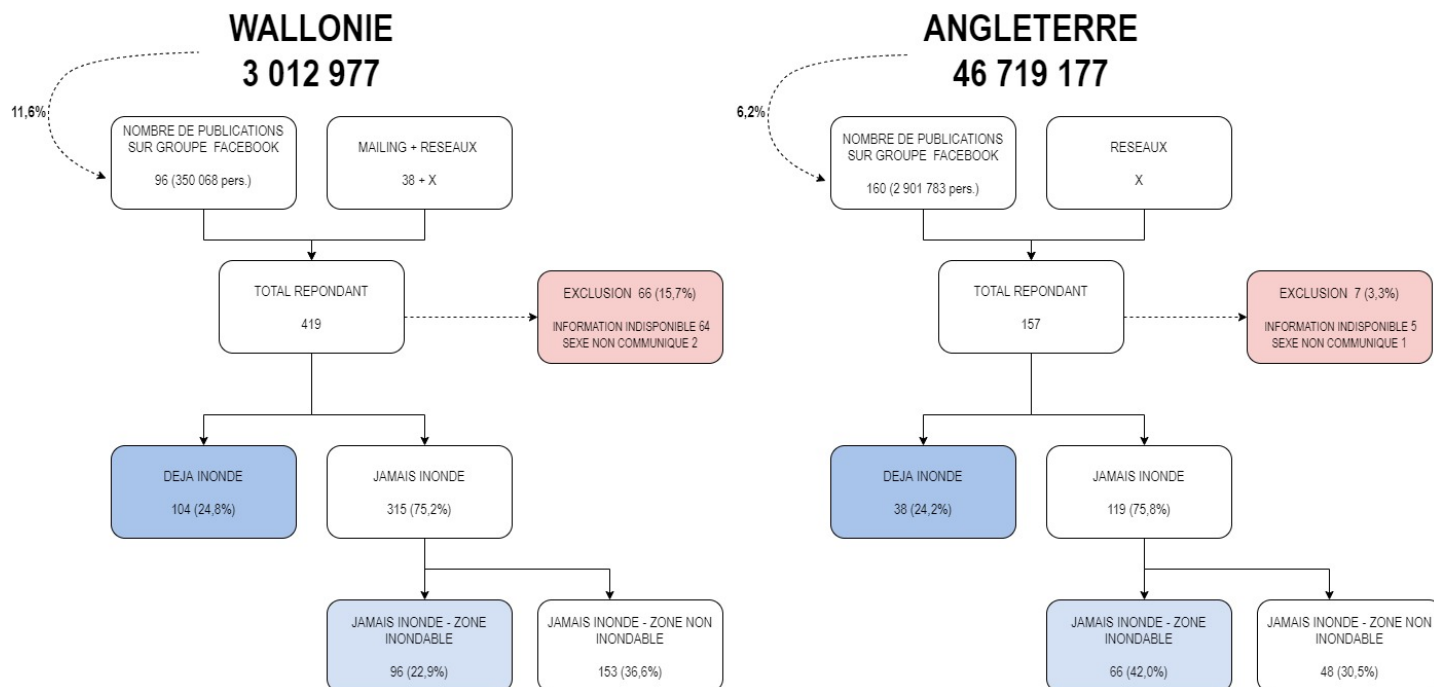 WALLONIE
3 012 977
11,6%
NOMBRE DE PUBLICATIONS
SUR GROUPE FACEBOOK
96 (350 068 pers.)
MAILING + RESEAUX
38 + X
TOTAL REPONDANT
419
EXCLUSION 66 (15,7%)
INFORMATION INDISPONIBLE 64
SEXE NON COMMUNIQUE 2
DEJA INONDE
104 (24,8%)
JAMAIS INONDE
315 (75,2%)
JAMAIS INONDE - ZONE
INONDABLE
96 (22,9%)
JAMAIS INONDE - ZONE NON
INONDABLE
153 (36,6%)
ANGLETERRE
46 719 177
6,2%
NOMBRE DE PUBLICATIONS
SUR GROUPE FACEBOOK
160 (2 901 783 pers.)
RESEAUX
X
TOTAL REPONDANT
157
EXCLUSION 7 (3,3%)
INFORMATION INDISPONIBLE 5
SEXE NON COMMUNIQUE 1
DEJA INONDE
38 (24,2%)
JAMAIS INONDE
119 (75,8%)
JAMAIS INONDE - ZONE
INONDABLE
66 (42,0%)
JAMAIS INONDE - ZONE NON
INONDABLE
48 (30,5%)